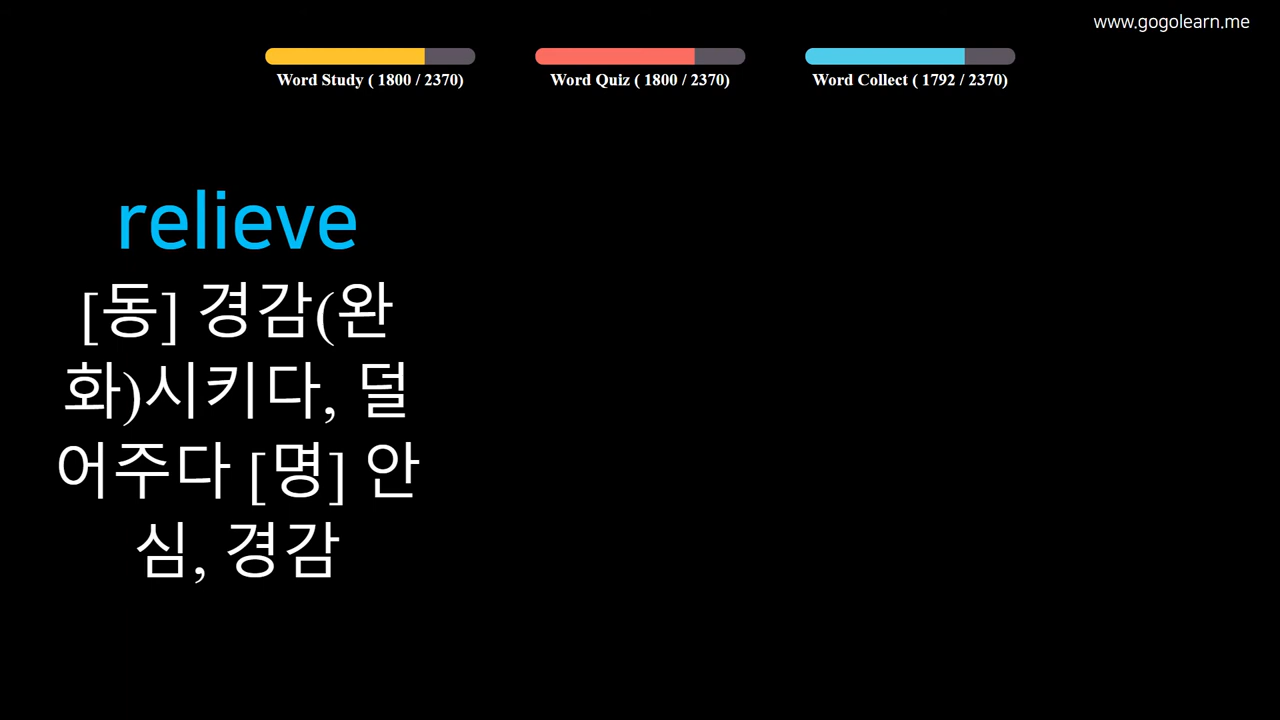 www.gogolearn.me
Word Study ( 1800 / 2370)
Word Quiz ( 1800 / 2370)
Word Collect ( 1792 / 2370)
relieve
[동] 경감(완
화)시키다, 덜
어주다 [명] 안
심, 경감